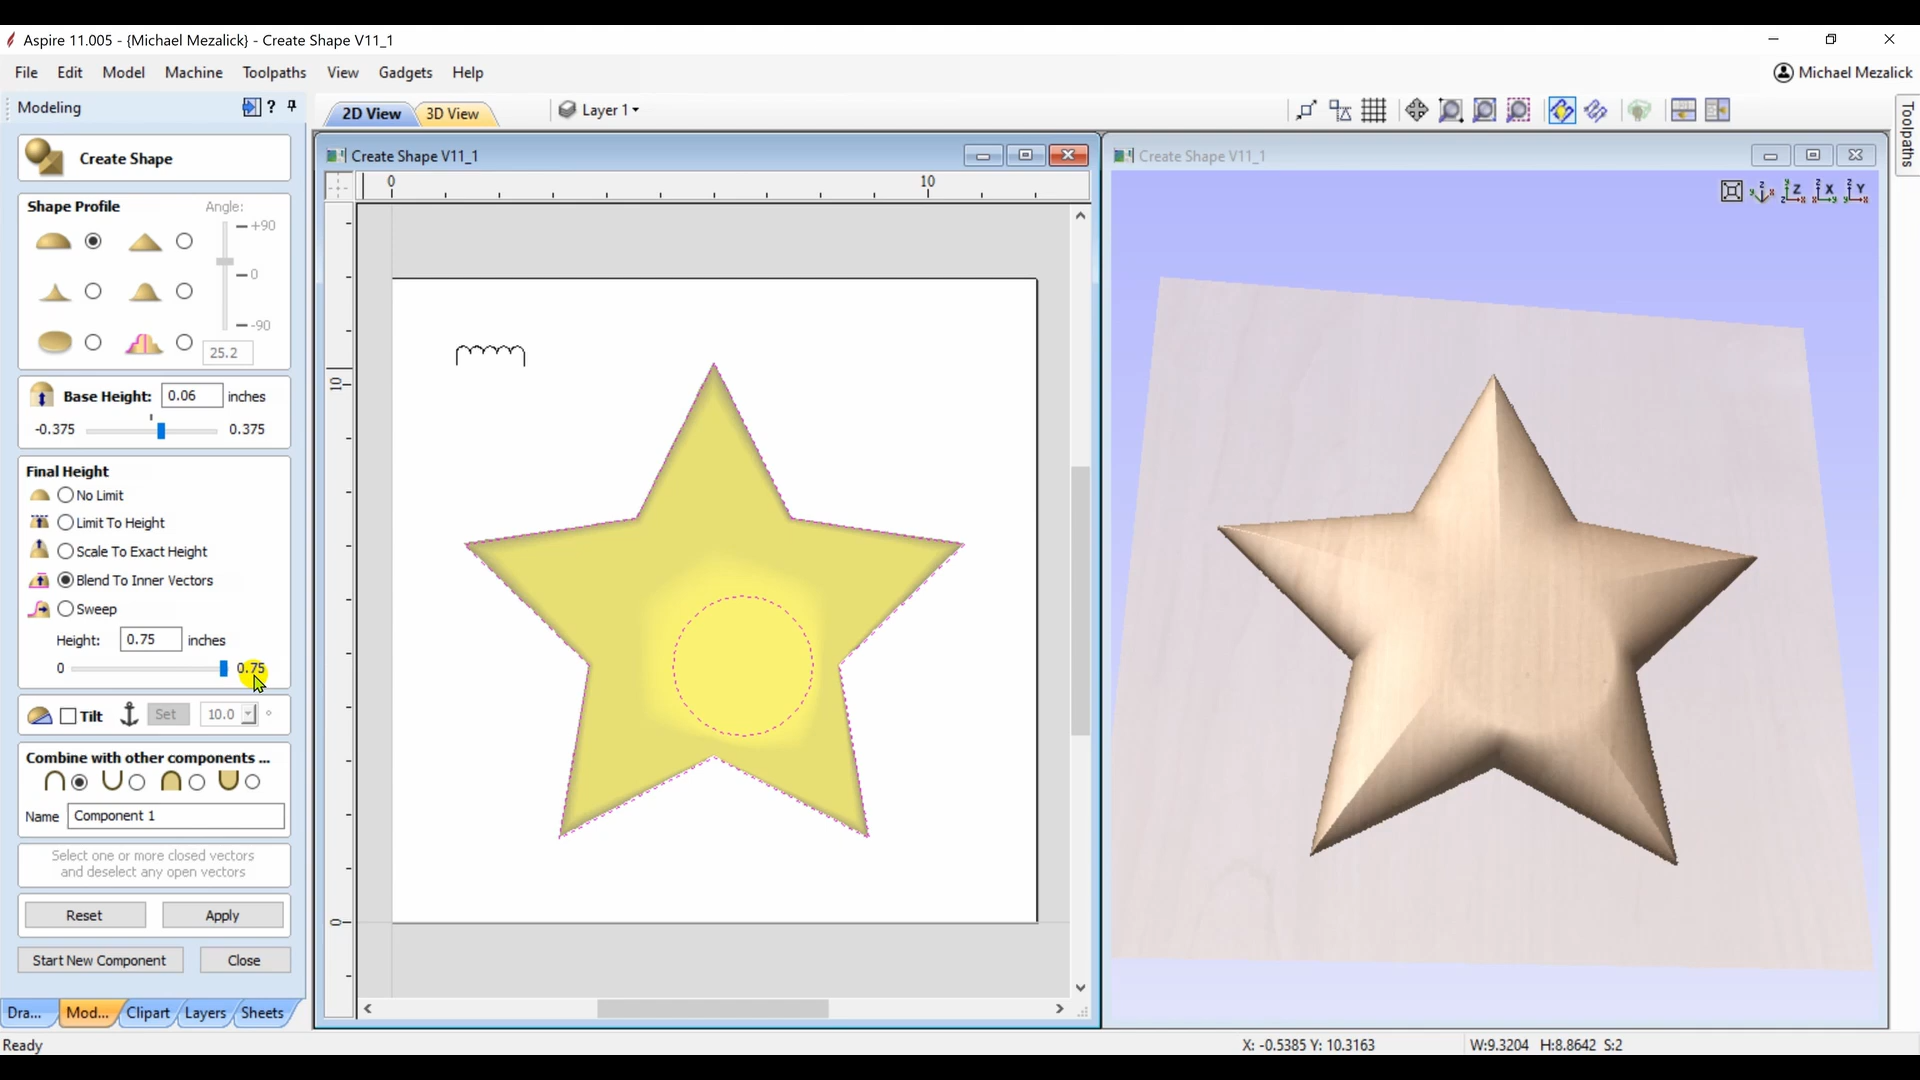 Aspire 11.005 - {Michael Mezalick} - Create Shape V11_1
File Edit Model Machine Toolpaths View Gadgets Help
Michael Mezalick
Modeling
?
2D View
3D View
Layer 1
Toolpaths
Create Shape
Create Shape V11_1
Create Shape V11_1
0
10
10
0
Shape Profile
Angle:
+90
0
-90
25.2
Base Height: 0.06 inches
-0.375
0.375
Final Height
No Limit
Limit To Height
Scale To Exact Height
Blend To Inner Vectors
Sweep
Height: 0.75 inches
0
0.75
Tilt
Set
10.0
°
Combine with other components ...
Name Component 1
Select one or more closed vectors
and deselect any open vectors
Reset
Apply
Start New Component
Close
Dra...
Mod...
Clipart
Layers
Sheets
Ready
X: -0.5385 Y: 10.3163
W:9.3204 H:8.8642 S:2